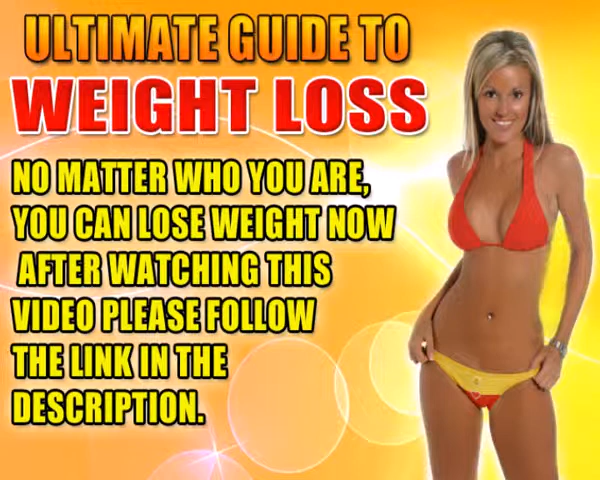 ULTIMATE GUIDE TO
WEIGHT LOSS
NO MATTER WHO YOU ARE,
YOU CAN LOSE WEIGHT NOW
AFTER WATCHING THIS
VIDEO PLEASE FOLLOW
THE LINK IN THE
DESCRIPTION.